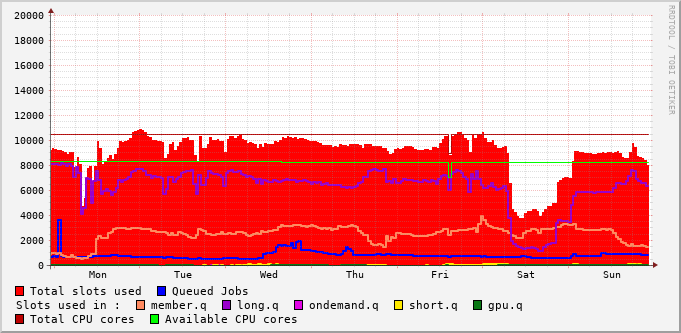 RRDTOOL / TOBI OETIKER
20000
18000
16000
14000
12000
10000
8000
6000
4000
2000
0
Mon Tue Wed Thu Fri Sat Sun
Total slots used Queued Jobs
Slots used in : member.q long.q ondemand.q short.q gpu.q
Total CPU cores Available CPU cores